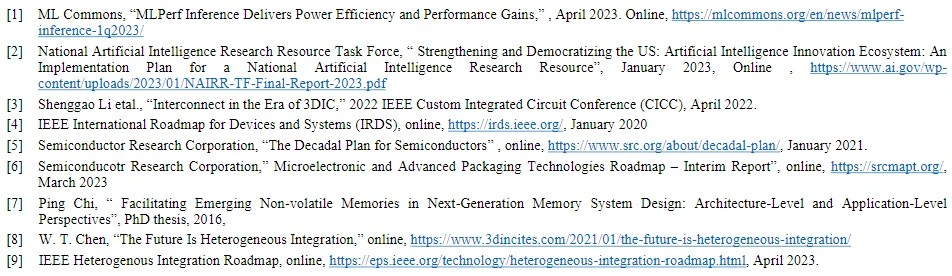 [1] ML Commons, “MLPerf Inference Delivers Power Efficiency and Performance Gains,” , April 2023. Online, https://mlcommons.org/en/news/mlperf-
inference-1q2023/
[2] National Artificial Intelligence Research Resource Task Force, “ Strengthening and Democratizing the US: Artificial Intelligence Innovation Ecosystem: An
Implementation Plan for a National Artificial Intelligence Research Resource”, January 2023, Online , https://www.ai.gov/wp-
content/uploads/2023/01/NAIRR-TF-Final-Report-2023.pdf
[3] Shenggao Li etal., “Interconnect in the Era of 3DIC,” 2022 IEEE Custom Integrated Circuit Conference (CICC), April 2022.
[4] IEEE International Roadmap for Devices and Systems (IRDS), online, https://irds.ieee.org/, January 2020
[5] Semiconductor Research Corporation, “The Decadal Plan for Semiconductors” , online, https://www.src.org/about/decadal-plan/, January 2021.
[6] Semiconducotr Research Corporation,” Microelectronic and Advanced Packaging Technologies Roadmap – Interim Report”, online, https://srcmapt.org/,
March 2023
[7] Ping Chi, “ Facilitating Emerging Non-volatile Memories in Next-Generation Memory System Design: Architecture-Level and Application-Level
Perspectives”, PhD thesis, 2016,
[8] W. T. Chen, “The Future Is Heterogeneous Integration,” online, https://www.3dincites.com/2021/01/the-future-is-heterogeneous-integration/
[9] IEEE Heterogenous Integration Roadmap, online, https://eps.ieee.org/technology/heterogeneous-integration-roadmap.html, April 2023.